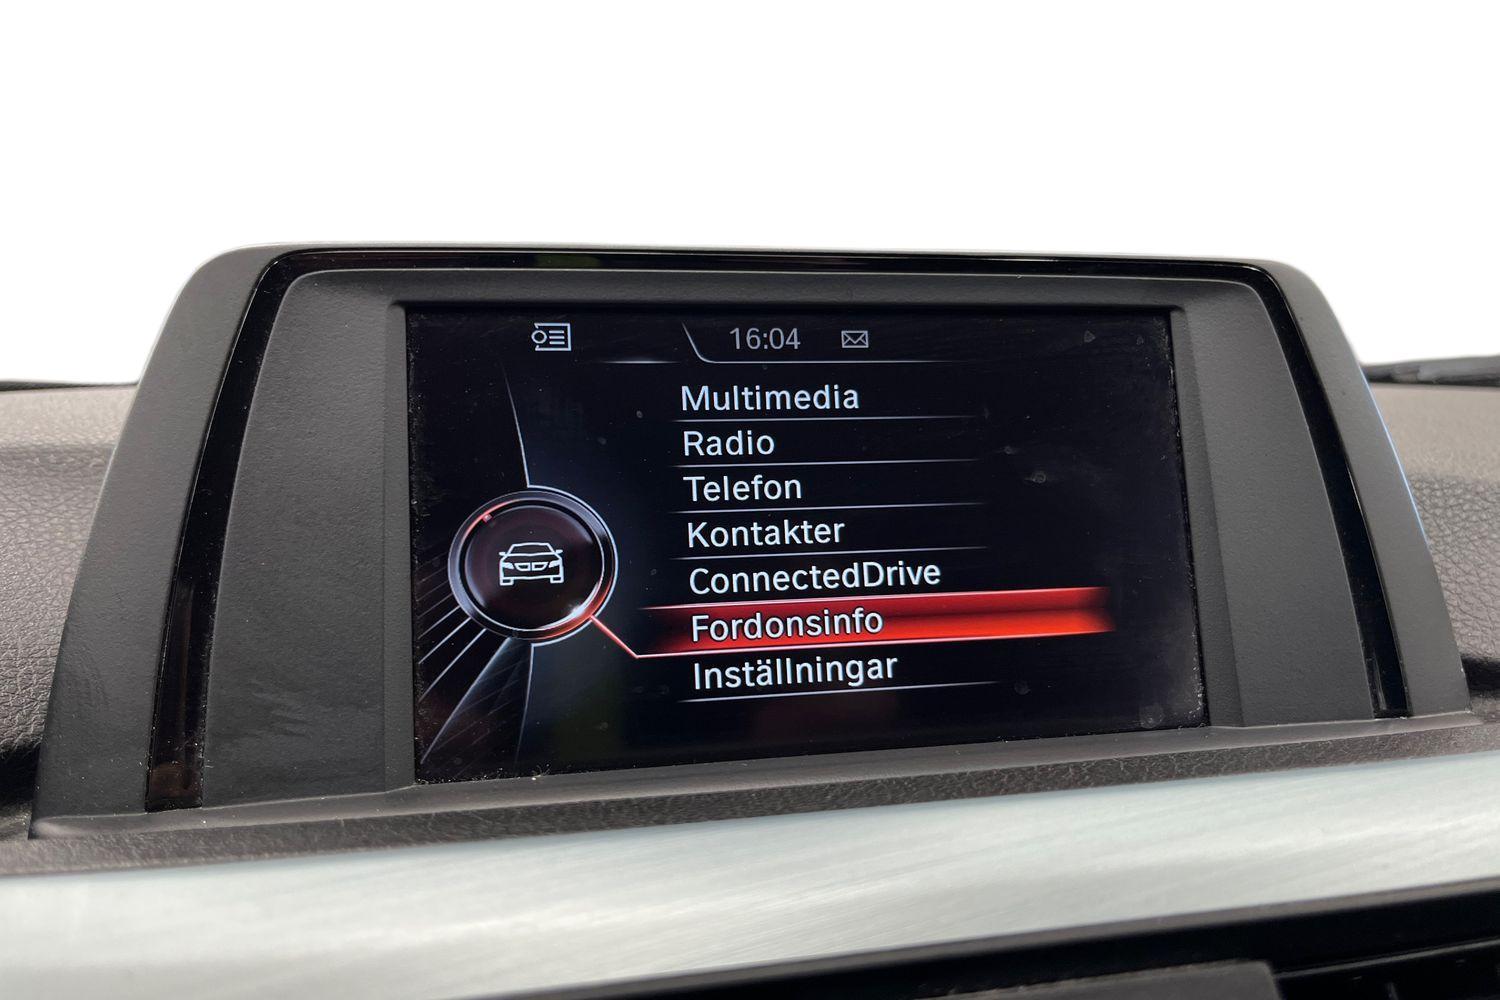 16:04
Multimedia
Radio
Telefon
Kontakter
ConnectedDrive
Fordonsinfo
Inställningar